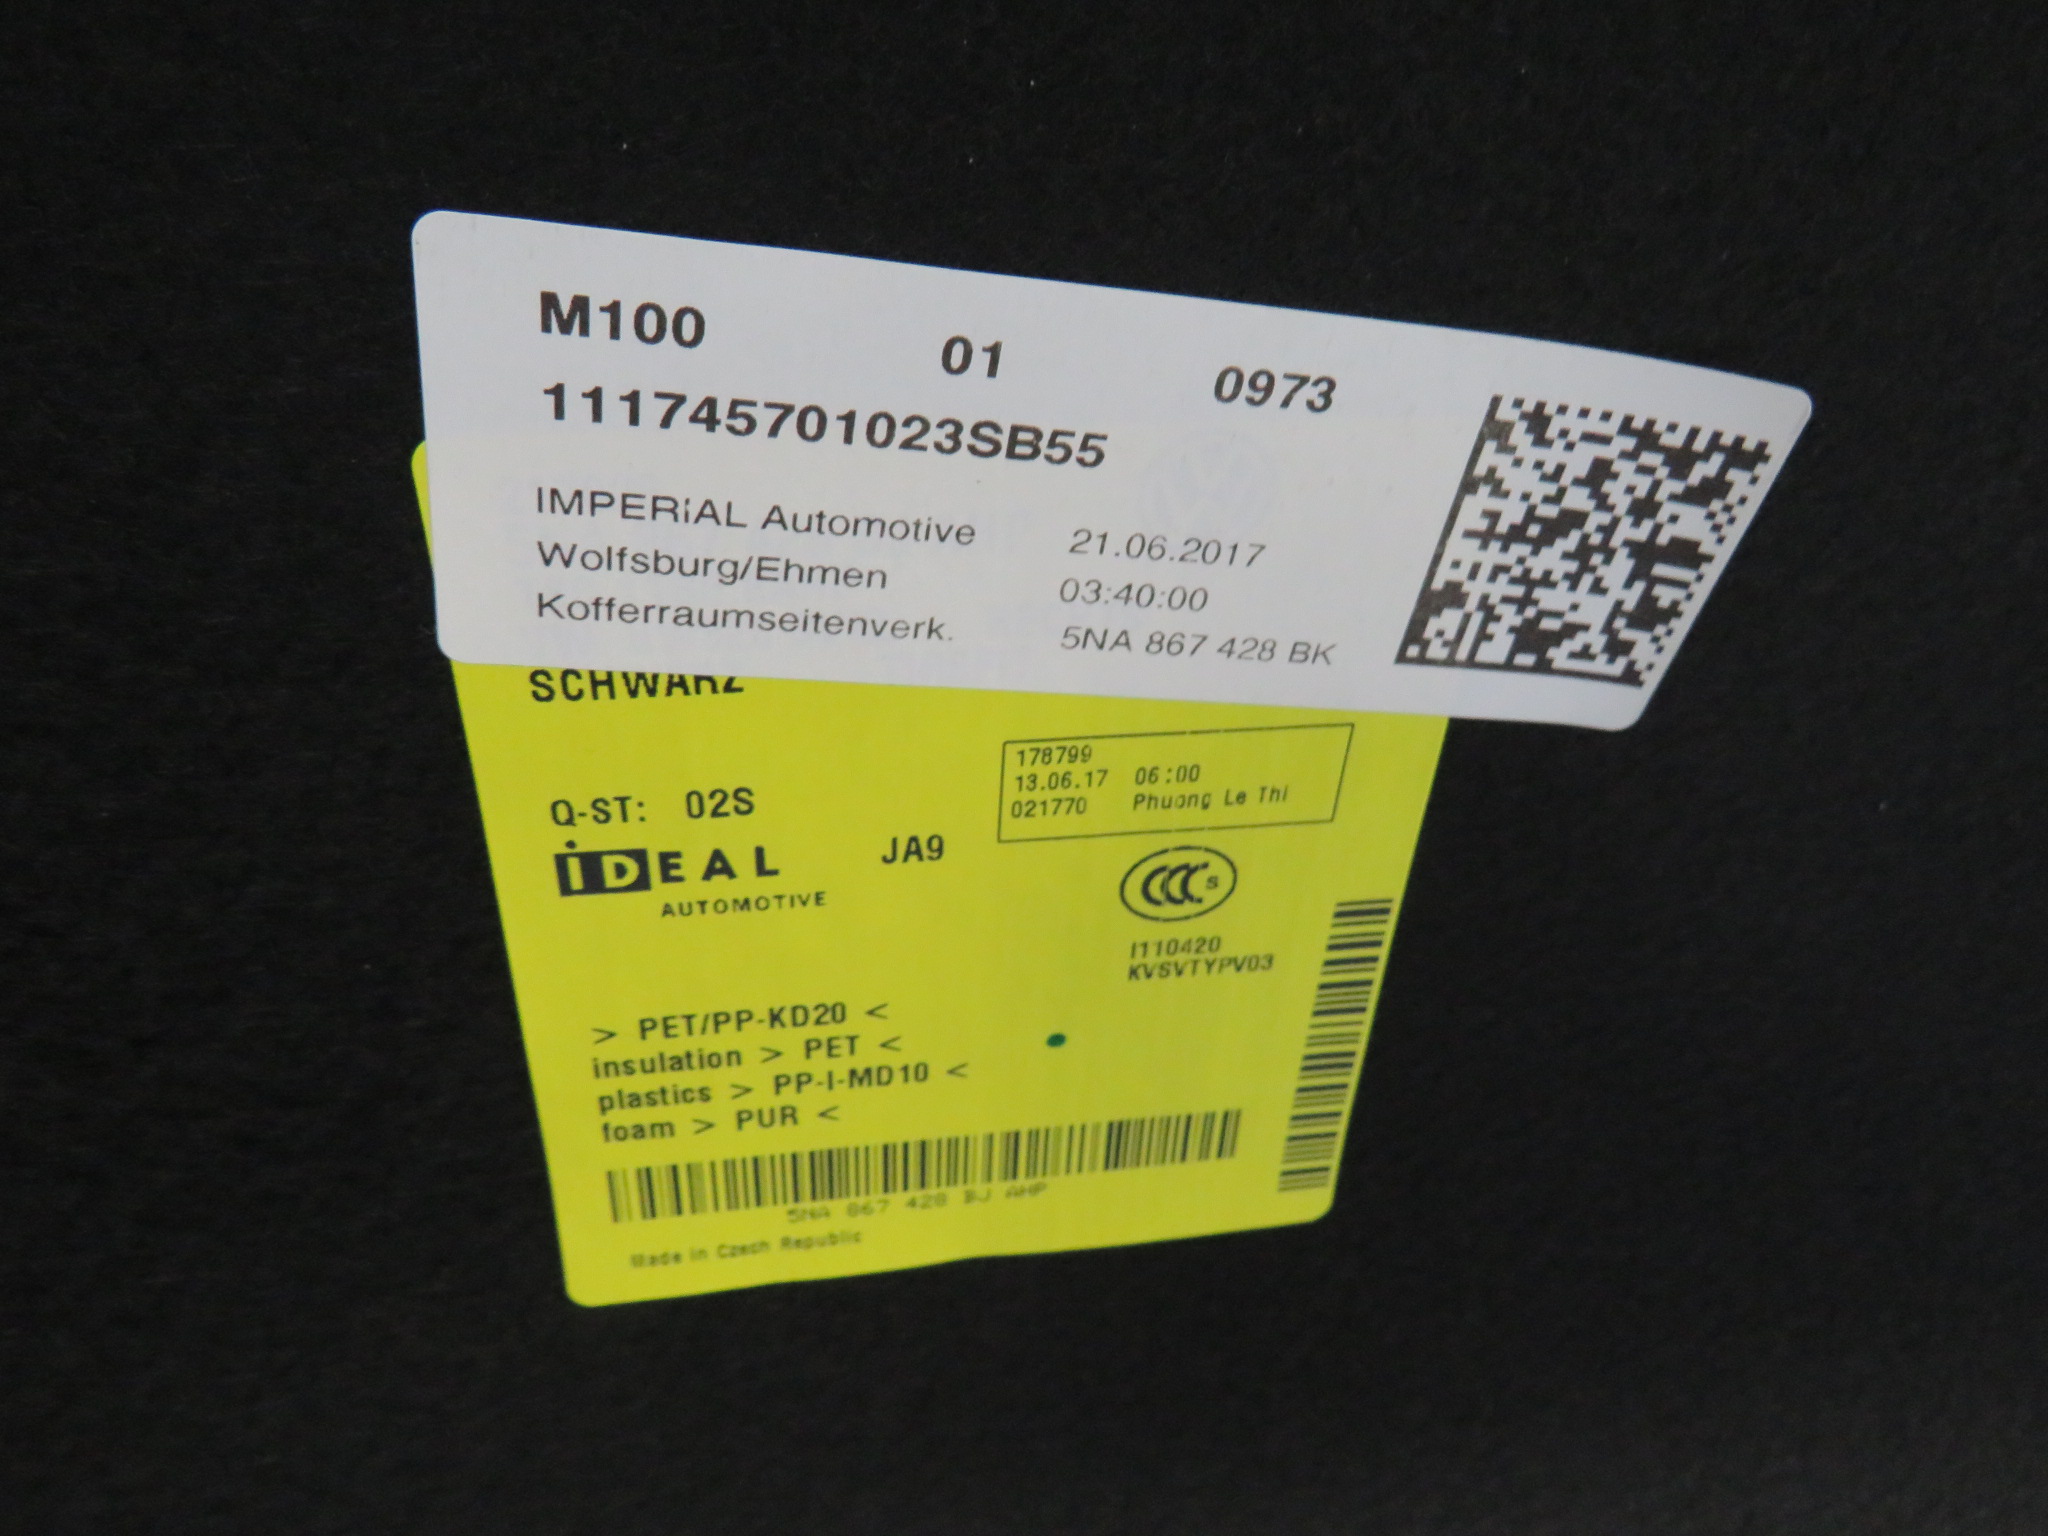 M100 01 0973
111745701023SB55
IMPERiAL Automotive 21.06.2017
Wolfsburg/Ehmen 03:40:00
Kofferraumseitenverk. 5NA 867 428 BK
SCHWARZ
178799
13.06.17 06:00
021770 Phuong Le Thi
Q-ST: 02S
iDEAL JA9
AUTOMOTIVE
CCC S
I110420
KVSVTYPV03
> PET/PP-KD20 <
insulation > PET <
plastics > PP-I-MD10 <
foam > PUR <
5NA 867 428 BJ AHP
Made in Czech Republic